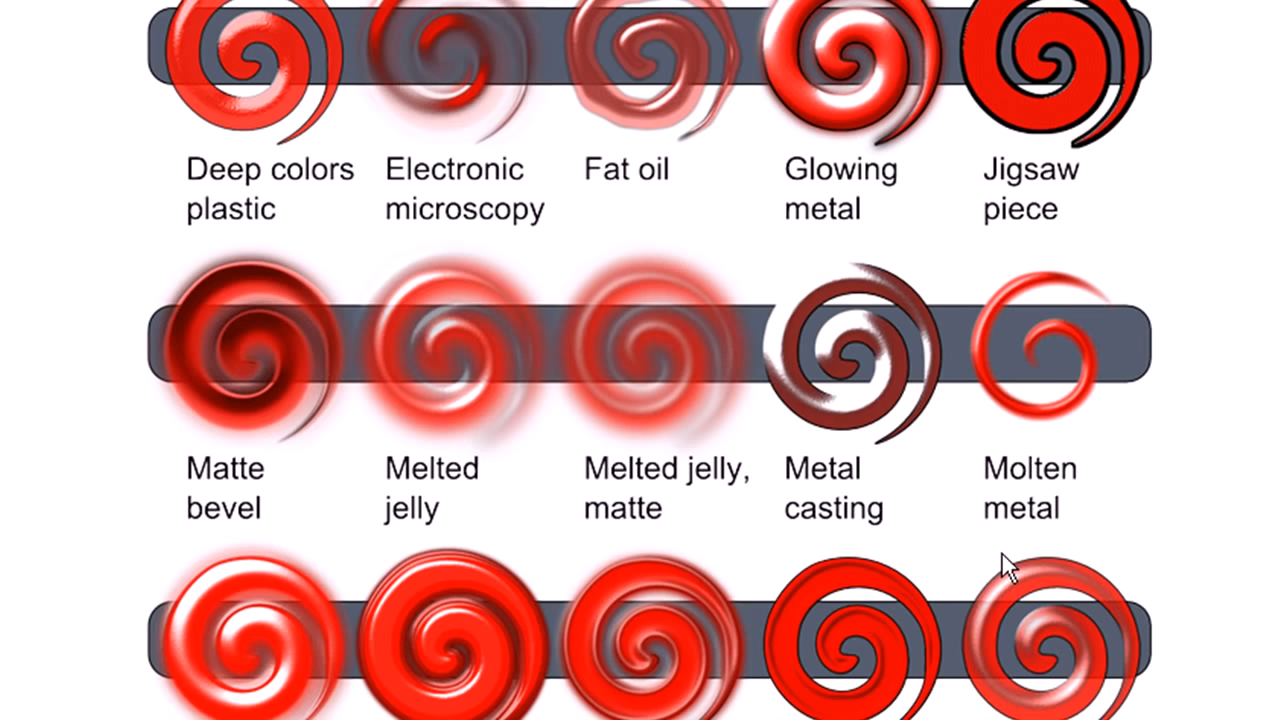 Deep colors Electronic Fat oil Glowing Jigsaw
plastic microscopy metal piece
Matte Melted Melted jelly, Metal Molten
bevel jelly matte casting metal